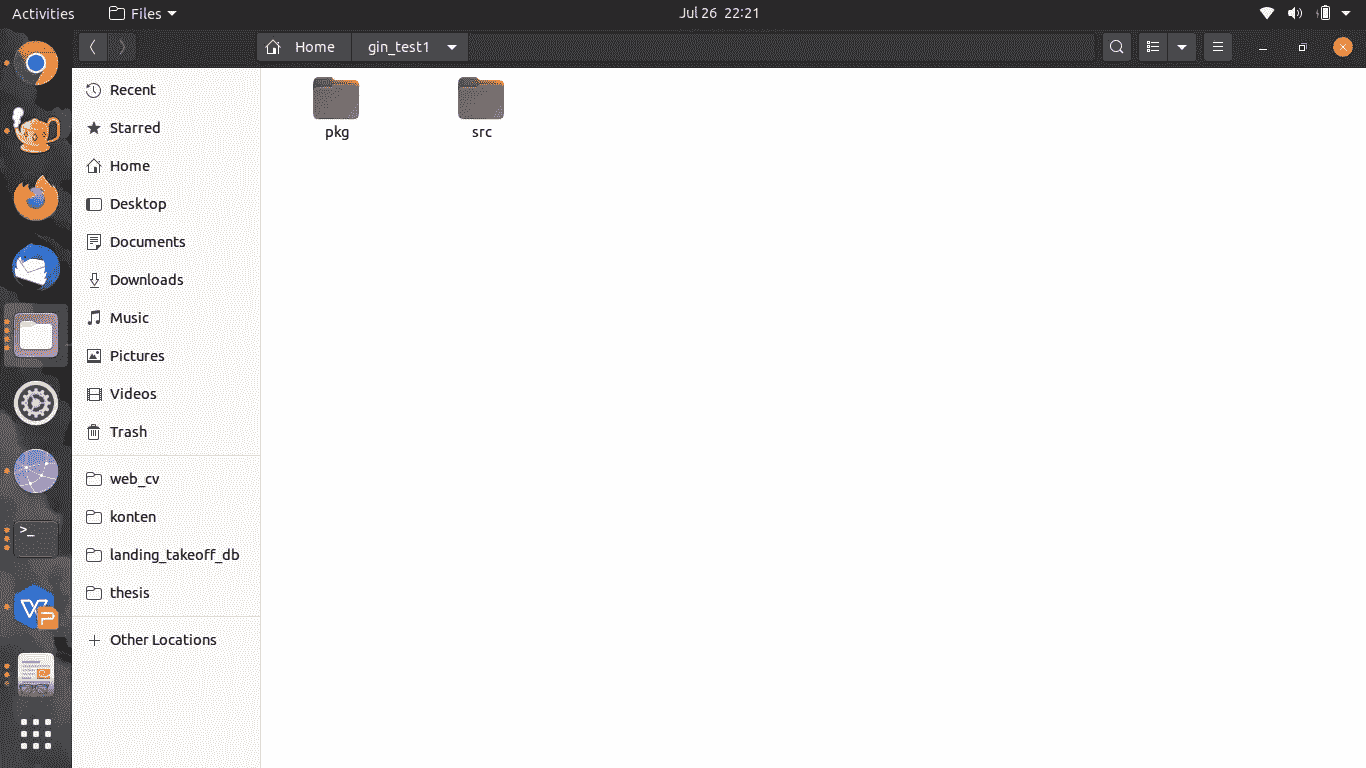 Activities Files Jul 26 22:21
Home gin_test1
Recent
Starred
Home
Desktop
Documents
Downloads
Music
Pictures
Videos
Trash
web_cv
konten
landing_takeoff_db
thesis
Other Locations
pkg src